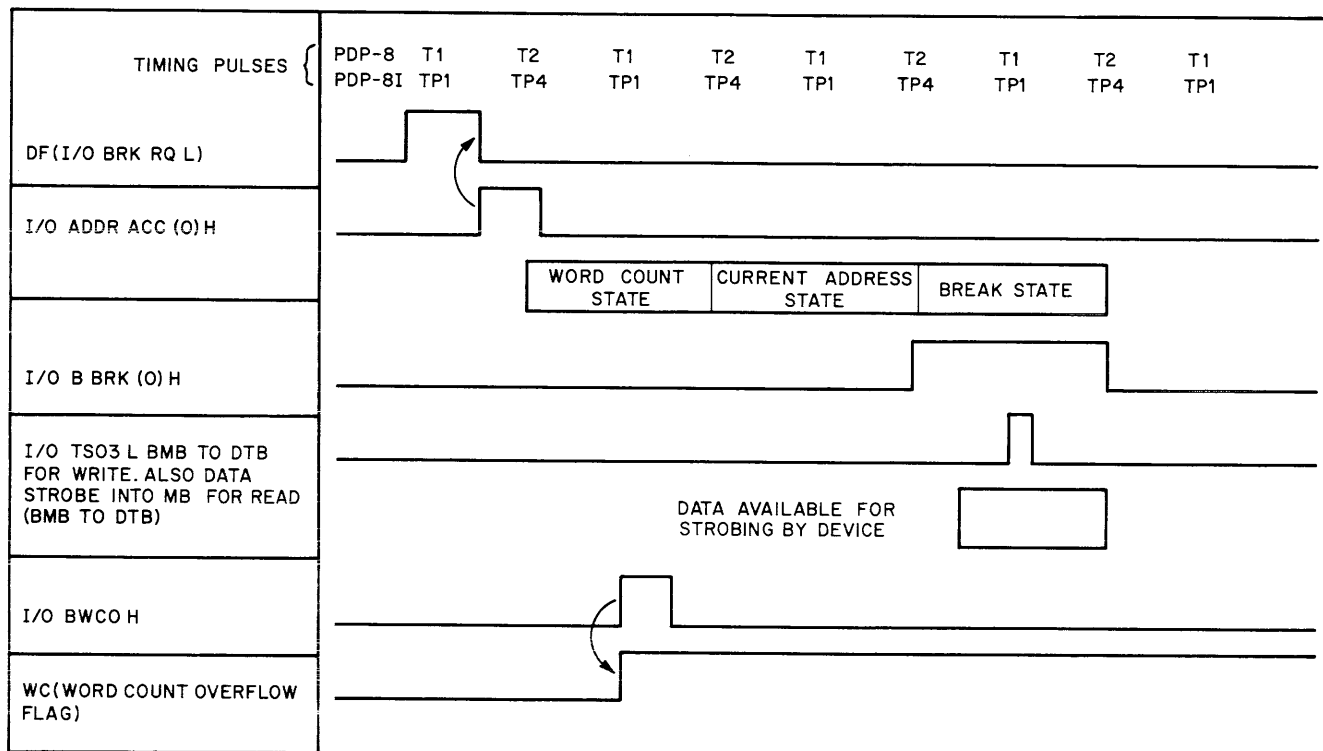 TIMING PULSES
PDP-8 T1 T2 T1 T2 T1 T2 T1 T2 T1
PDP-8I TP1 TP4 TP1 TP4 TP1 TP4 TP1 TP4 TP1
DF(I/O BRK RQ L)
I/O ADDR ACC (0) H
WORD COUNT
STATE
CURRENT ADDRESS
STATE
BREAK STATE
I/O B BRK (0) H
I/O TS03 L BMB TO DTB
FOR WRITE. ALSO DATA
STROBE INTO MB FOR READ
(BMB TO DTB)
DATA AVAILABLE FOR
STROBING BY DEVICE
I/O BWCO H
WC(WORD COUNT OVERFLOW
FLAG)